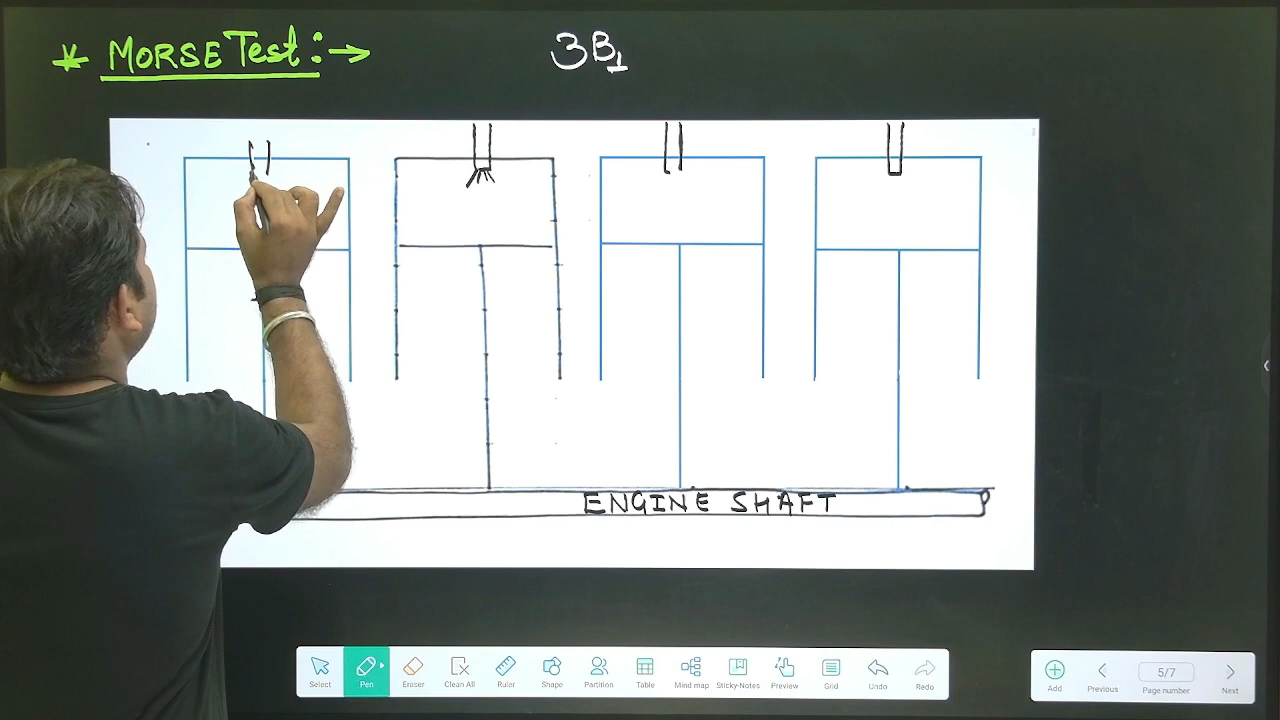 * MORSE Test :→
3B1
ENGINE SHAFT
Select Pen Eraser Clean All Ruler Shape Partition Table Mind map Sticky-Notes Preview Grid Undo Redo
Add Previous 5/7 Page number Next